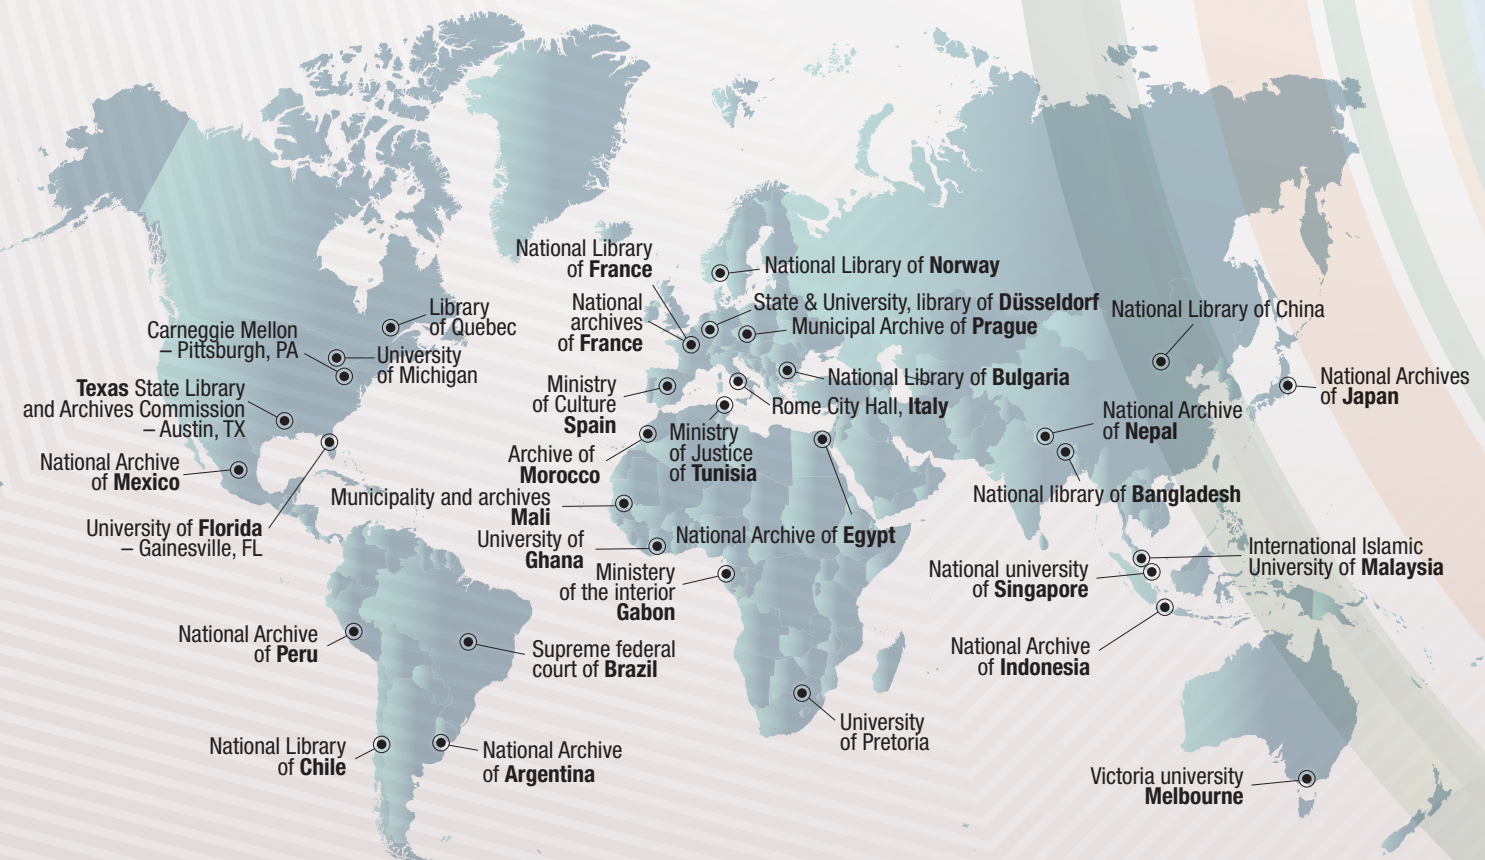 National Library
of France
National Library of Norway
National
archives
of France
State & University, library of Düsseldorf
Municipal Archive of Prague
National Library of China
Library
of Quebec
Carneggie Mellon
– Pittsburgh, PA
University
of Michigan
Texas State Library
and Archives Commission
– Austin, TX
Ministry
of Culture
Spain
National Library of Bulgaria
Rome City Hall, Italy
National Archives
of Japan
National Archive
of Nepal
Ministry
of Justice
of Tunisia
Archive of
Morocco
National Archive
of Mexico
Municipality and archives
Mali
National library of Bangladesh
University of Florida
– Gainesville, FL
University of
Ghana
National Archive of Egypt
Ministery
of the interior
Gabon
International Islamic
University of Malaysia
National university
of Singapore
National Archive
of Peru
Supreme federal
court of Brazil
National Archive
of Indonesia
University
of Pretoria
National Library
of Chile
National Archive
of Argentina
Victoria university
Melbourne